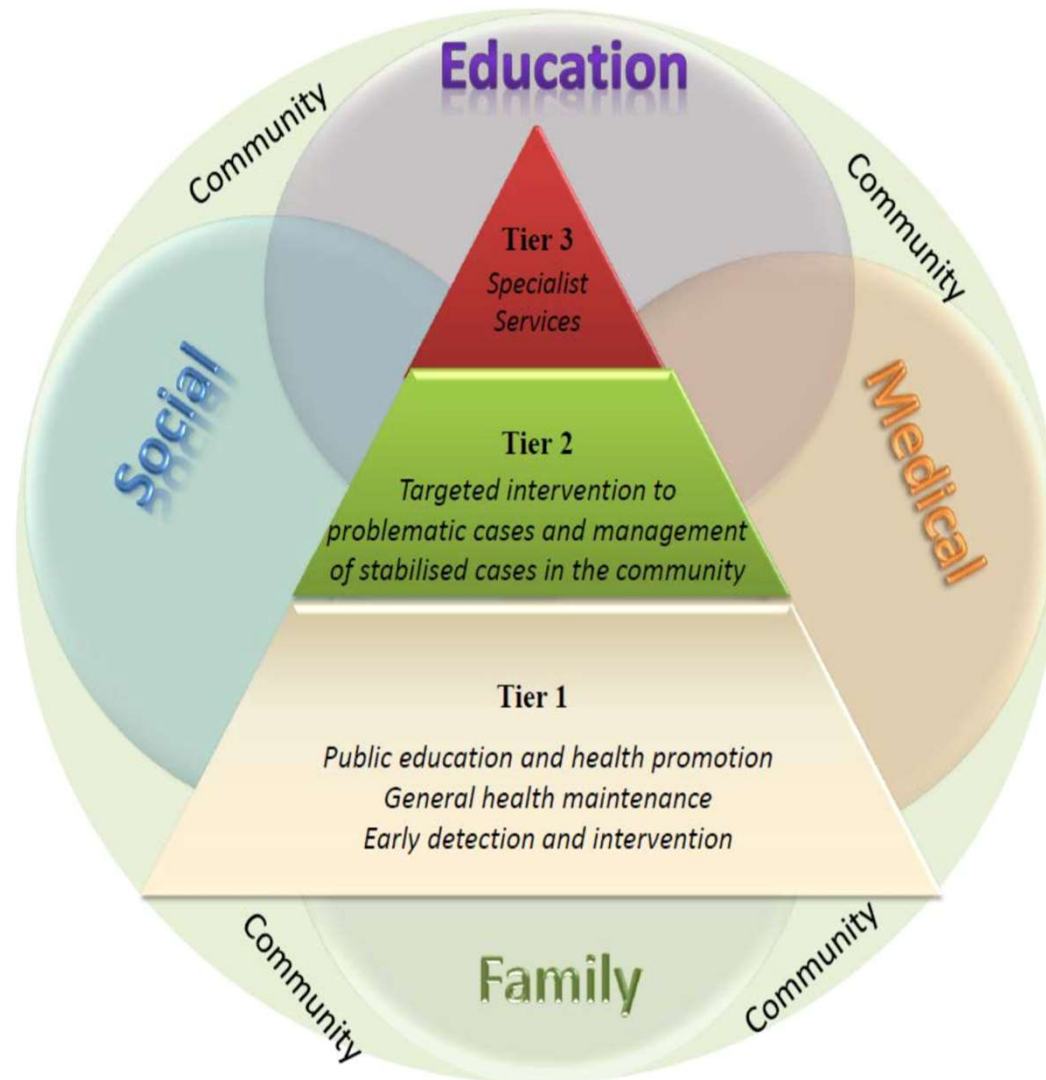 Education
Community
Community
Tier 3
Specialist
Services
Social
Medical
Tier 2
Targeted intervention to
problematic cases and management
of stabilised cases in the community
Tier 1
Public education and health promotion
General health maintenance
Early detection and intervention
Community
Family
Community